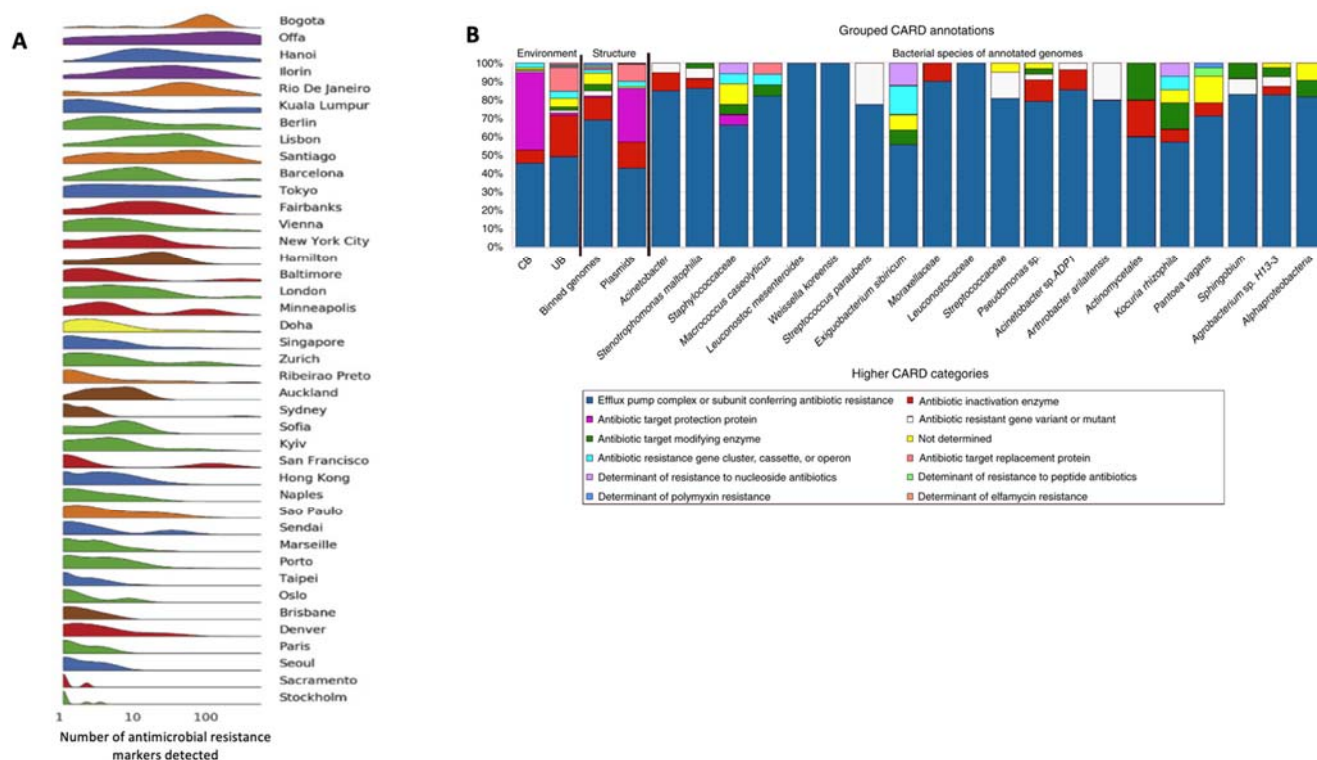 A
Bogota
Offa
Hanoi
Ilorin
Rio De Janeiro
Kuala Lumpur
Berlin
Lisbon
Santiago
Barcelona
Tokyo
Fairbanks
Vienna
New York City
Hamilton
Baltimore
London
Minneapolis
Doha
Singapore
Zurich
Ribeirao Preto
Auckland
Sydney
Sofia
Kyiv
San Francisco
Hong Kong
Naples
Sao Paulo
Sendai
Marseille
Porto
Taipei
Oslo
Brisbane
Denver
Paris
Seoul
Sacramento
Stockholm
1 10 100
Number of antimicrobial resistance
markers detected
B
Grouped CARD annotations
Environment Structure Bacterial species of annotated genomes
100%
90%
80%
70%
60%
50%
40%
30%
20%
10%
0%
CB
UB
Binned genomes
Plasmids
Acinetobacter
Stenotrophomonas maltophilia
Staphylococcaceae
Macrococcus caseolyticus
Leuconostoc mesenteroides
Weissella koreensis
Streptococcus parauberis
Exiguobacterium sibiricum
Moraxellaceae
Leuconostocaceae
Streptococcaceae
Pseudomonas sp.
Acinetobacter sp. ADP1
Arthrobacter arilaitensis
Actinomycetales
Kocuria rhizophila
Pantoea vagans
Sphingobium
Agrobacterium sp. H13-3
Alphaproteobacteria
Higher CARD categories
Efflux pump complex or subunit conferring antibiotic resistance
Antibiotic inactivation enzyme
Antibiotic target protection protein
Antibiotic resistant gene variant or mutant
Antibiotic target modifying enzyme
Not determined
Antibiotic resistance gene cluster, cassette, or operon
Antibiotic target replacement protein
Determinant of resistance to nucleoside antibiotics
Determinant of resistance to peptide antibiotics
Determinant of polymyxin resistance
Determinant of elfamycin resistance